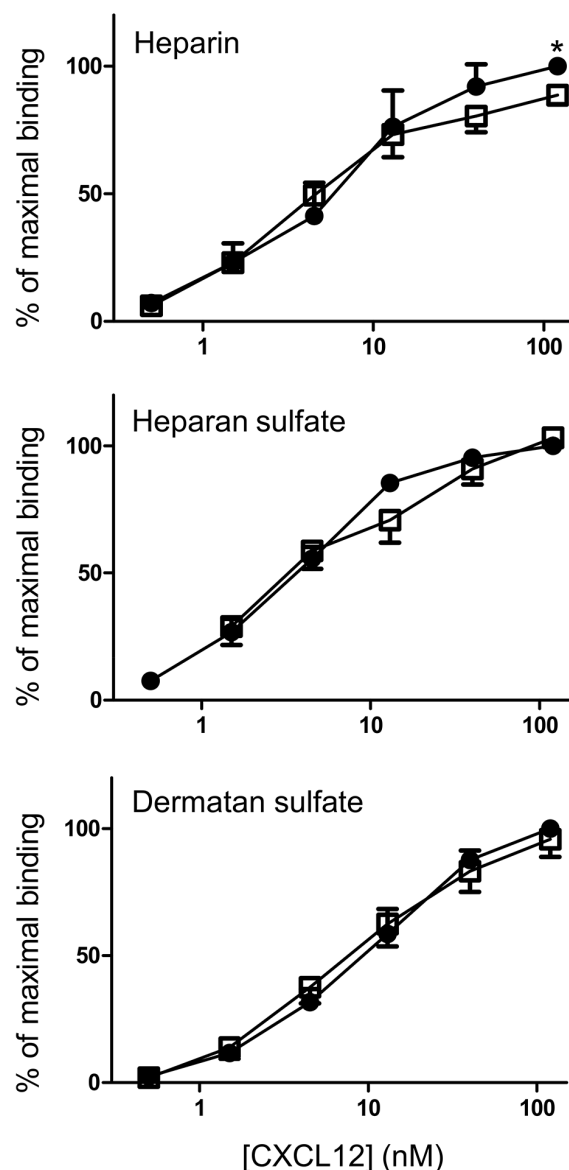 Heparin
*
100
50
0
1 10 100
% of maximal binding
Heparan sulfate
100
50
0
1 10 100
% of maximal binding
Dermatan sulfate
100
50
0
1 10 100
% of maximal binding
[CXCL12] (nM)